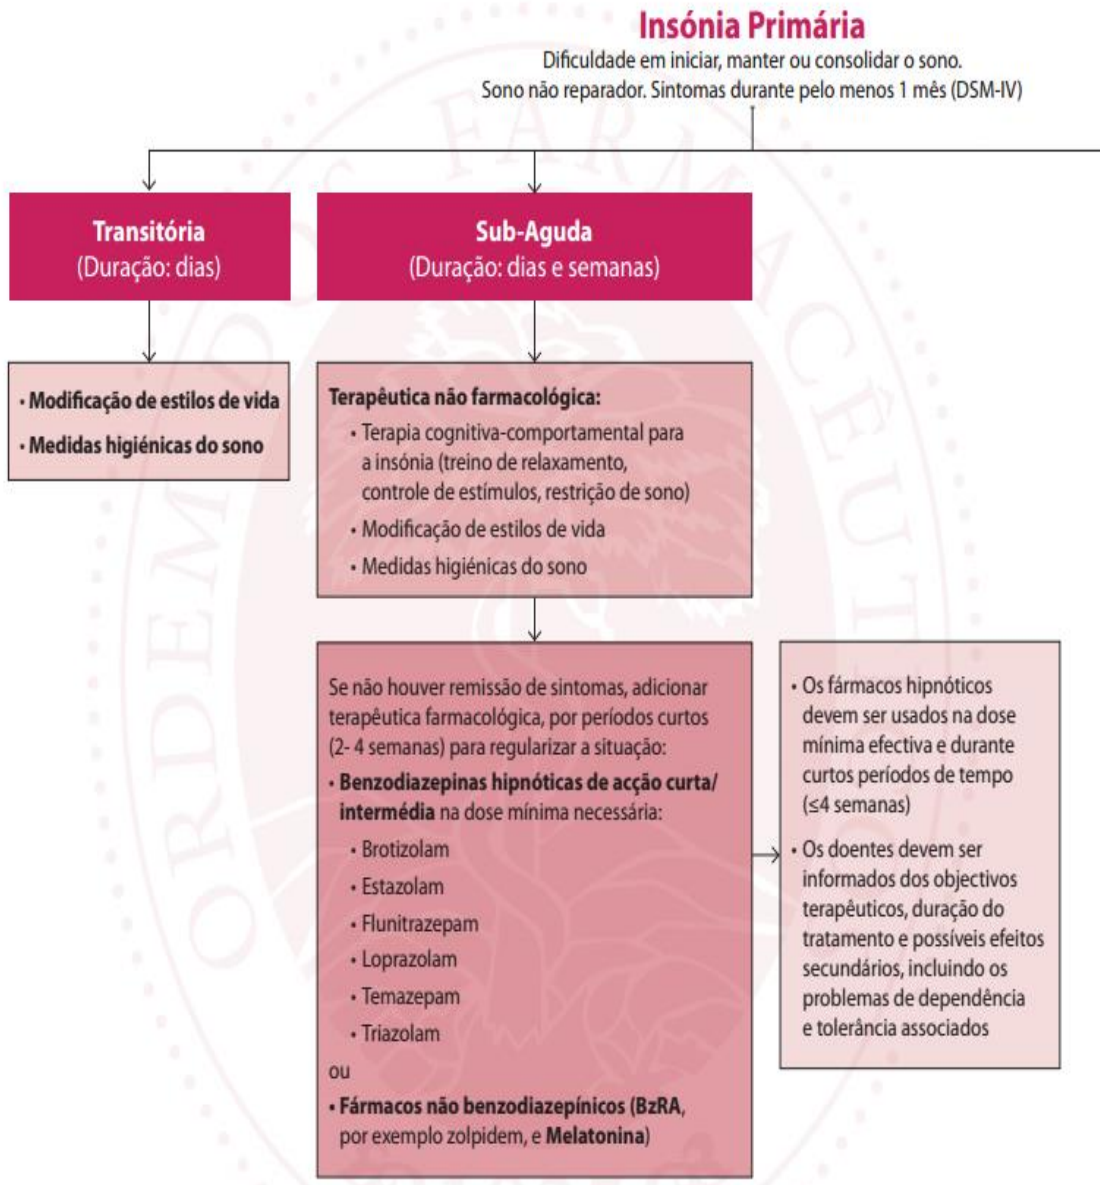 Insónia Primária
Dificuldade em iniciar, manter ou consolidar o sono.
Sono não reparador. Sintomas durante pelo menos 1 mês (DSM-IV)
Transitória
(Duração: dias)
Sub-Aguda
(Duração: dias e semanas)
• Modificação de estilos de vida
• Medidas higiénicas do sono
Terapêutica não farmacológica:
• Terapia cognitiva-comportamental para
a insónia (treino de relaxamento,
controle de estímulos, restrição de sono)
• Modificação de estilos de vida
• Medidas higiénicas do sono
Se não houver remissão de sintomas, adicionar
terapêutica farmacológica, por períodos curtos
(2- 4 semanas) para regularizar a situação:
• Benzodiazepinas hipnóticas de acção curta/
intermédia na dose mínima necessária:
• Brotizolam
• Estazolam
• Flunitrazepam
• Loprazolam
• Temazepam
• Triazolam
ou
• Fármacos não benzodiazepínicos (BzRA,
por exemplo zolpidem, e Melatonina)
• Os fármacos hipnóticos
devem ser usados na dose
mínima efectiva e durante
curtos períodos de tempo
(≤4 semanas)
• Os doentes devem ser
informados dos objectivos
terapêuticos, duração do
tratamento e possíveis efeitos
secundários, incluindo os
problemas de dependência
e tolerância associados
ORDEM DOS FARMACÊUTIC